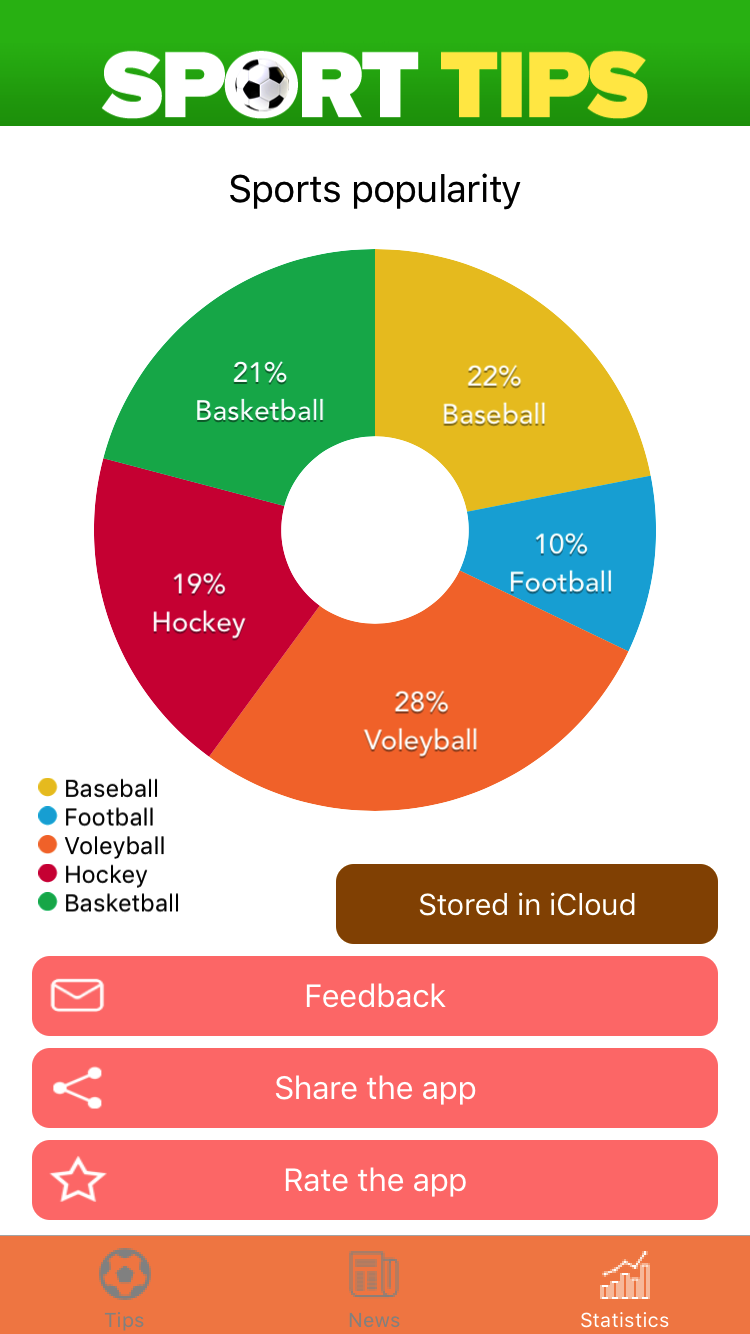 SPORT TIPS
Sports popularity
21%
Basketball
22%
Baseball
10%
Football
19%
Hockey
28%
Voleyball
Baseball
Football
Voleyball
Hockey
Basketball
Stored in iCloud
Feedback
Share the app
Rate the app
Tips
News
Statistics